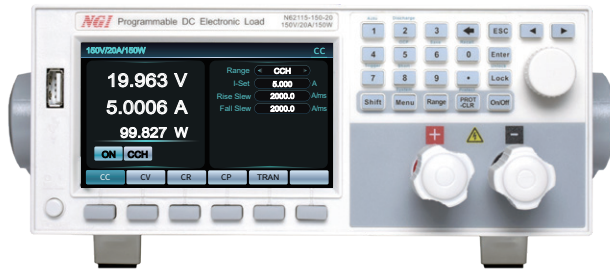 NGI Programmable DC Electronic Load N62115-150-20
150V/20A/150W
150V/20A/150W CC
19.963 V
5.0006 A
99.827 W
ON CCH
Range CCH
I-Set 5.000 A
Rise Slew 2000.0 A/ms
Fall Slew 2000.0 A/ms
CC CV CR CP TRAN
1 2 3 ESC
4 5 6 0 Enter
7 8 9 . Lock
Shift Menu Range PROT-CLR On/Off
+ -